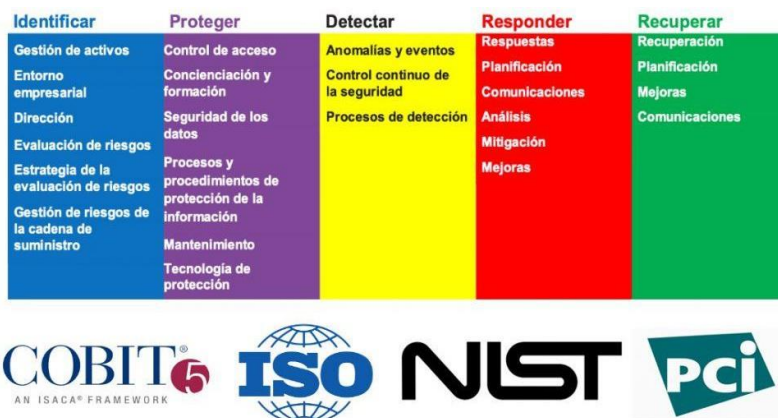 Identificar
Gestión de activos
Entorno
empresarial
Dirección
Evaluación de riesgos
Estrategia de la
evaluación de riesgos
Gestión de riesgos de
la cadena de
suministro
Proteger
Control de acceso
Concienciación y
formación
Seguridad de los
datos
Procesos y
procedimientos de
protección de la
información
Mantenimiento
Tecnología de
protección
Detectar
Anomalías y eventos
Control continuo de
la seguridad
Procesos de detección
Responder
Respuestas
Planificación
Comunicaciones
Análisis
Mitigación
Mejoras
Recuperar
Recuperación
Planificación
Mejoras
Comunicaciones
COBIT® 5
AN ISACA® FRAMEWORK
ISO
NIST
PCi